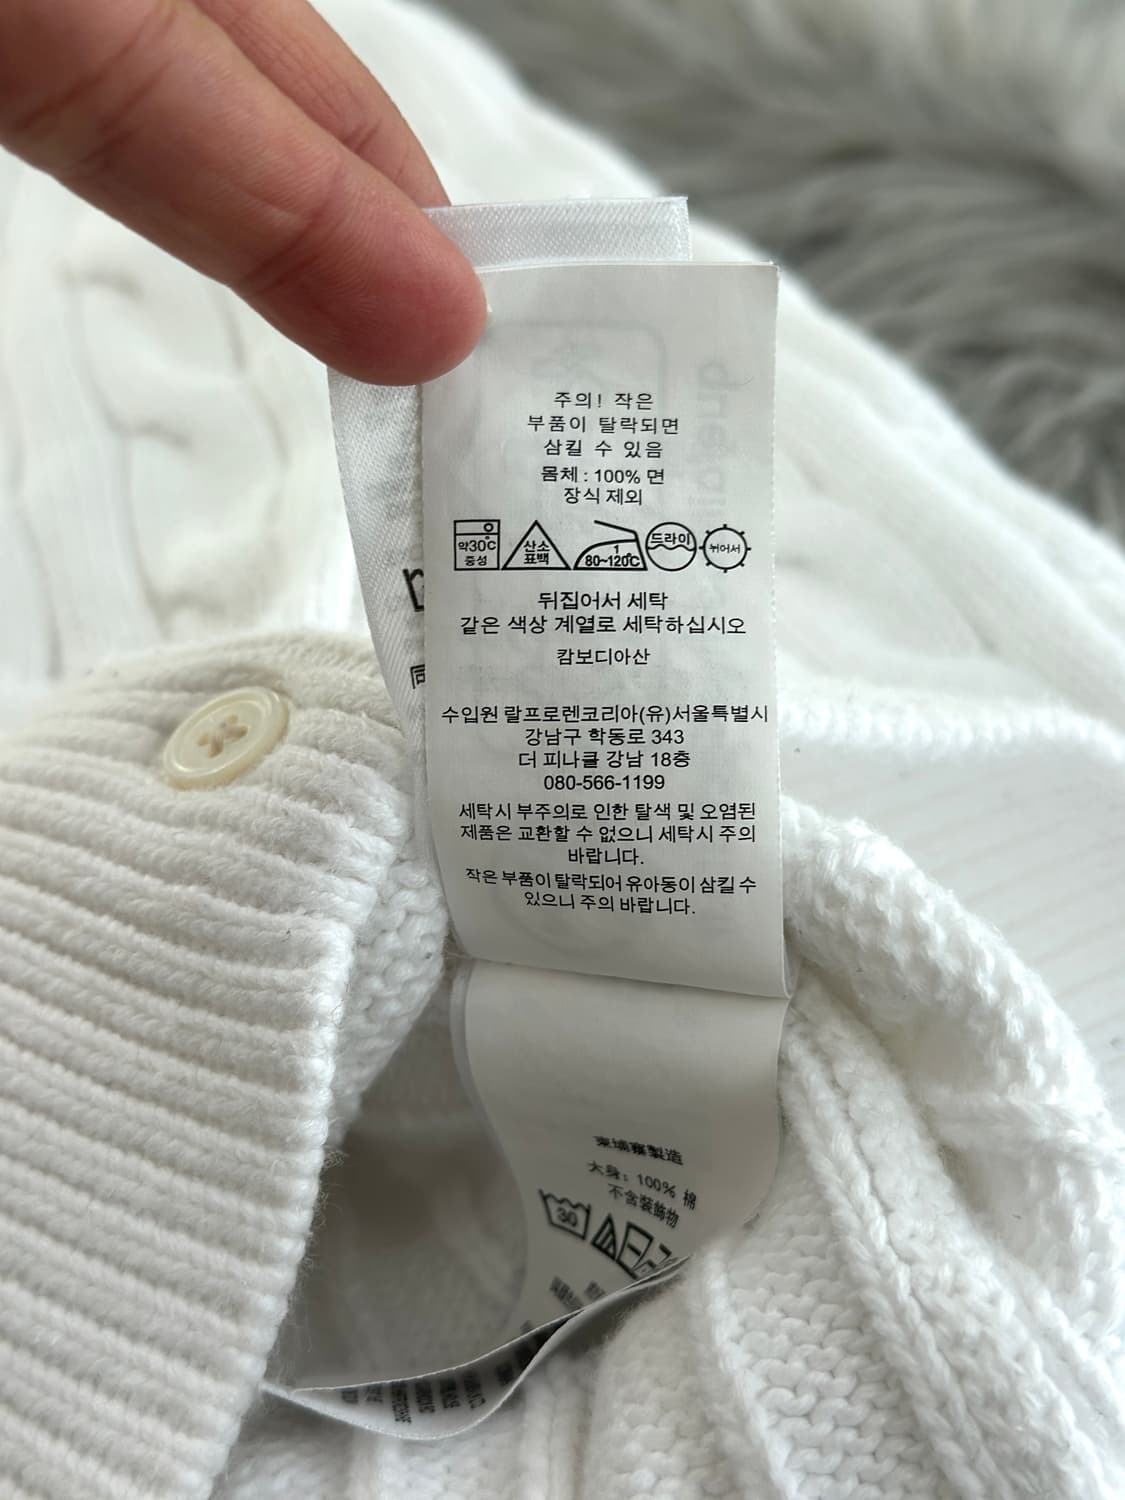 주의! 작은
부품이 탈락되면
삼킬 수 있음
몸체 : 100% 면
장식 제외
약30℃ 중성
산소 표백
1 80~120℃
드라이
뉘어서
뒤집어서 세탁
같은 색상 계열로 세탁하십시오
캄보디아산
수입원 랄프로렌코리아(유)서울특별시
강남구 학동로 343
더 피나클 강남 18층
080-566-1199
세탁시 부주의로 인한 탈색 및 오염된
제품은 교환할 수 없으니 세탁시 주의
바랍니다.
작은 부품이 탈락되어 유아동이 삼킬 수
있으니 주의 바랍니다.
柬埔寨製造
大身: 100% 棉
不含裝飾物
30